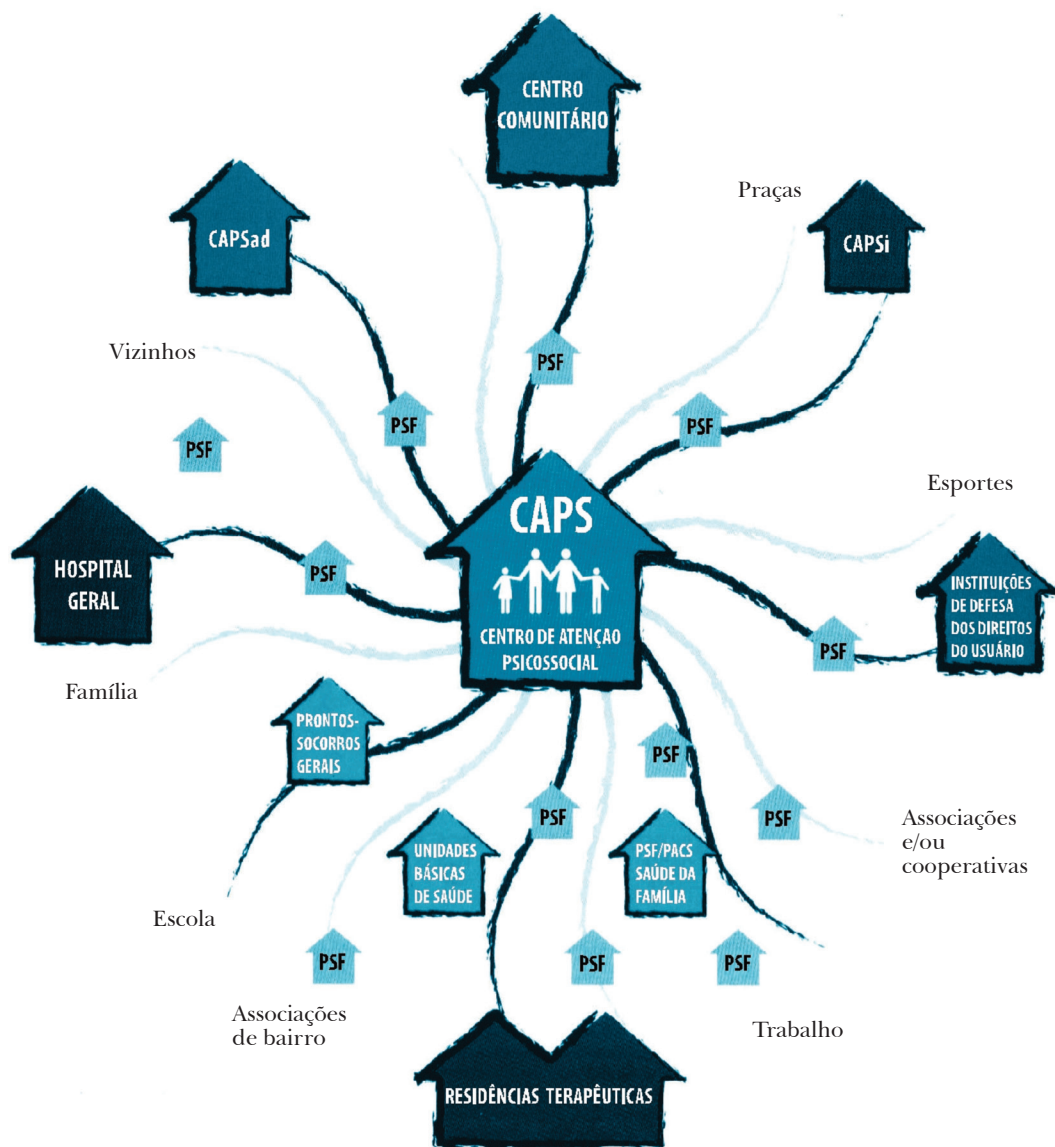 CENTRO
COMUNITÁRIO
Praças
CAPSad
CAPSi
Vizinhos
PSF
PSF
PSF
PSF
Esportes
CAPS
CENTRO DE ATENÇAO
PSICOSSOCIAL
HOSPITAL
GERAL
PSF
INSTITUIÇÕES
DE DEFESA
DOS DIREITOS
DO USUÁRIO
PSF
Família
PRONTOS-
SOCORROS
GERAIS
PSF
PSF
PSF
Associações
e/ou
cooperativas
UNIDADES
BÁSICAS
DE SAÚDE
PSF/PACS
SAÚDE DA
FAMÍLIA
Escola
PSF
PSF
PSF
Associações
de bairro
Trabalho
RESIDÊNCIAS TERAPÊUTICAS